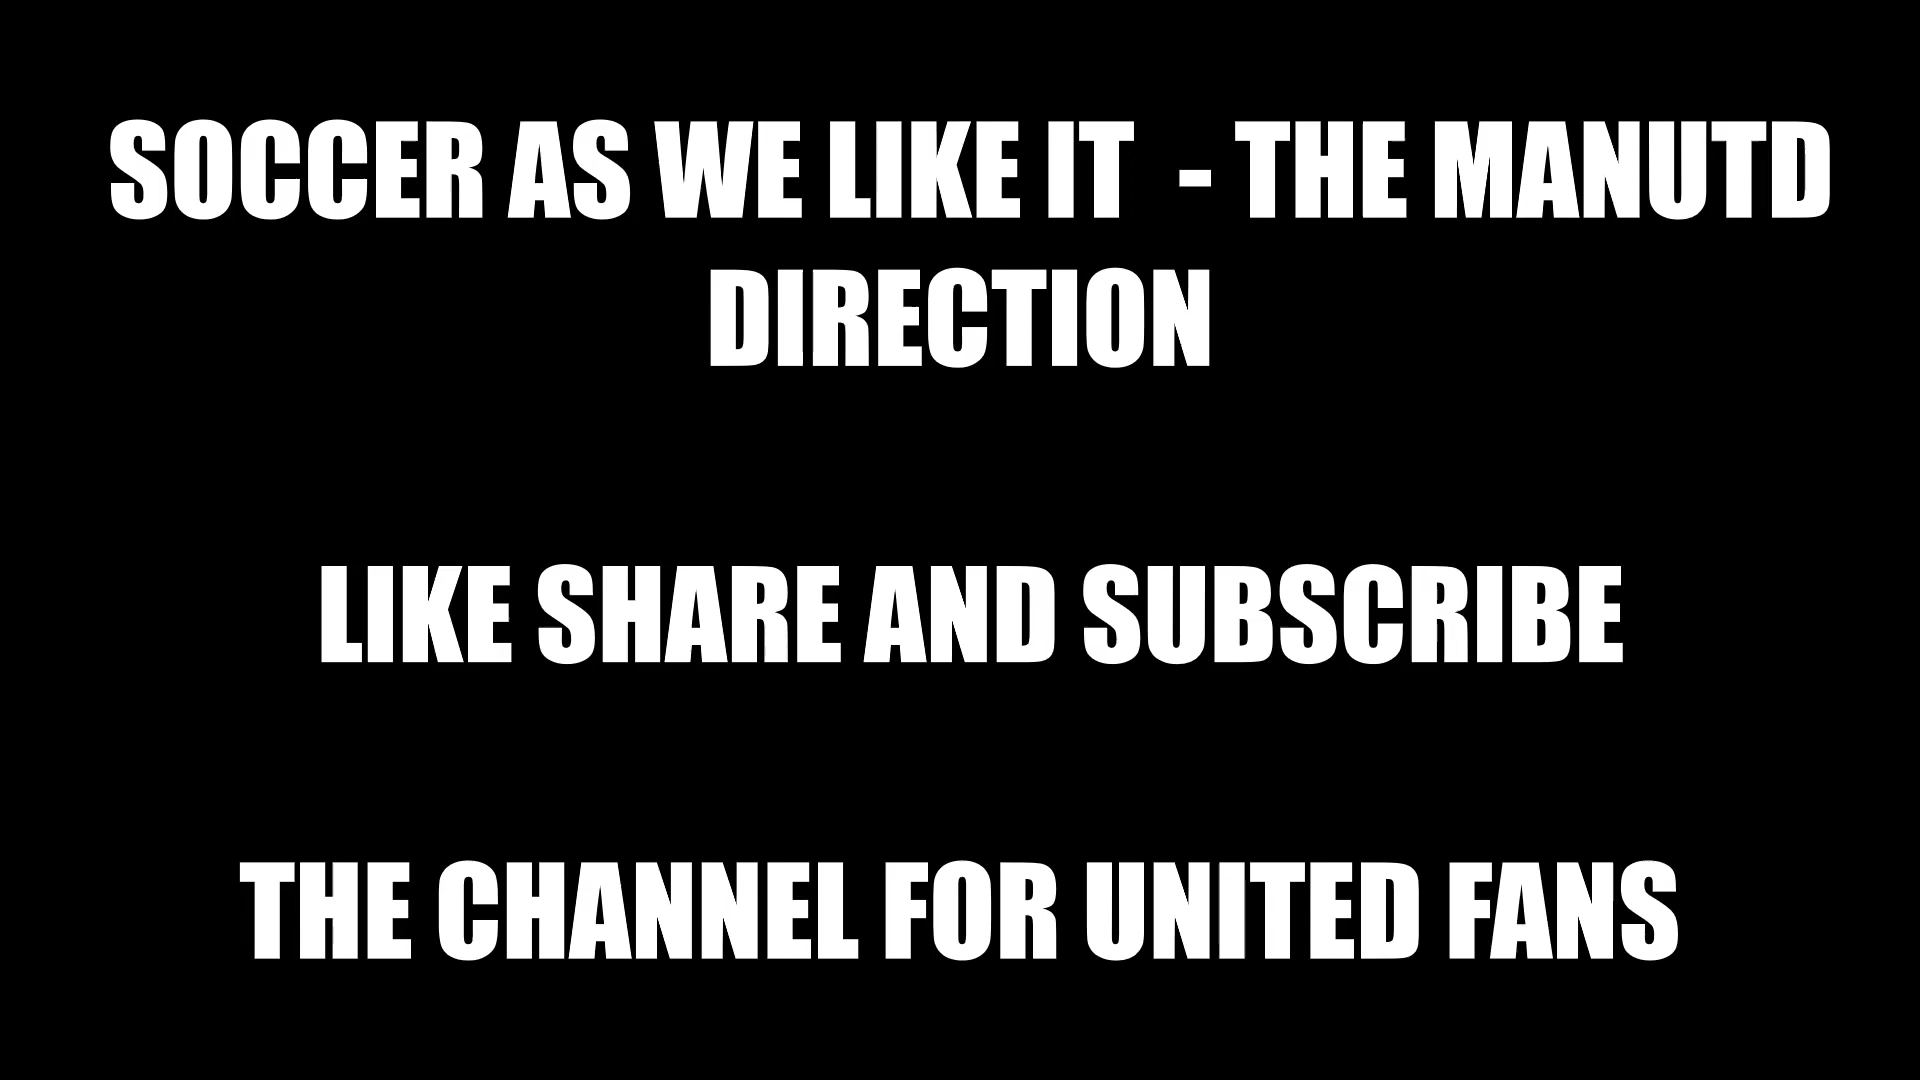 SOCCER AS WE LIKE IT - THE MANUTD
DIRECTION
LIKE SHARE AND SUBSCRIBE
THE CHANNEL FOR UNITED FANS